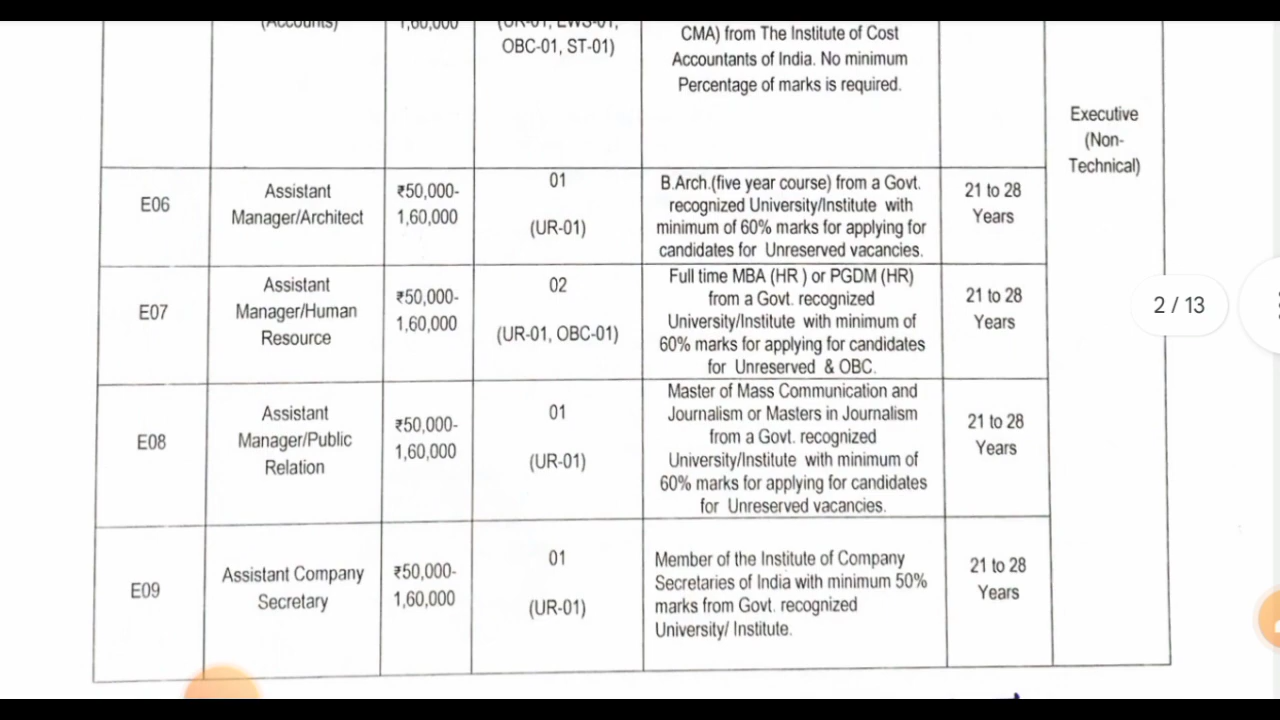 (Accounts)
1,60,000
(UR-01, EWS-01,
OBC-01, ST-01)
CMA) from The Institute of Cost
Accountants of India. No minimum
Percentage of marks is required.
Executive
(Non-
Technical)
E06
Assistant
Manager/Architect
₹50,000-
1,60,000
01
(UR-01)
B.Arch.(five year course) from a Govt.
recognized University/Institute with
minimum of 60% marks for applying for
candidates for Unreserved vacancies.
21 to 28
Years
E07
Assistant
Manager/Human
Resource
₹50,000-
1,60,000
02
(UR-01, OBC-01)
Full time MBA (HR ) or PGDM (HR)
from a Govt. recognized
University/Institute with minimum of
60% marks for applying for candidates
for Unreserved & OBC.
21 to 28
Years
2 / 13
E08
Assistant
Manager/Public
Relation
₹50,000-
1,60,000
01
(UR-01)
Master of Mass Communication and
Journalism or Masters in Journalism
from a Govt. recognized
University/Institute with minimum of
60% marks for applying for candidates
for Unreserved vacancies.
21 to 28
Years
E09
Assistant Company
Secretary
₹50,000-
1,60,000
01
(UR-01)
Member of the Institute of Company
Secretaries of India with minimum 50%
marks from Govt. recognized
University/ Institute.
21 to 28
Years